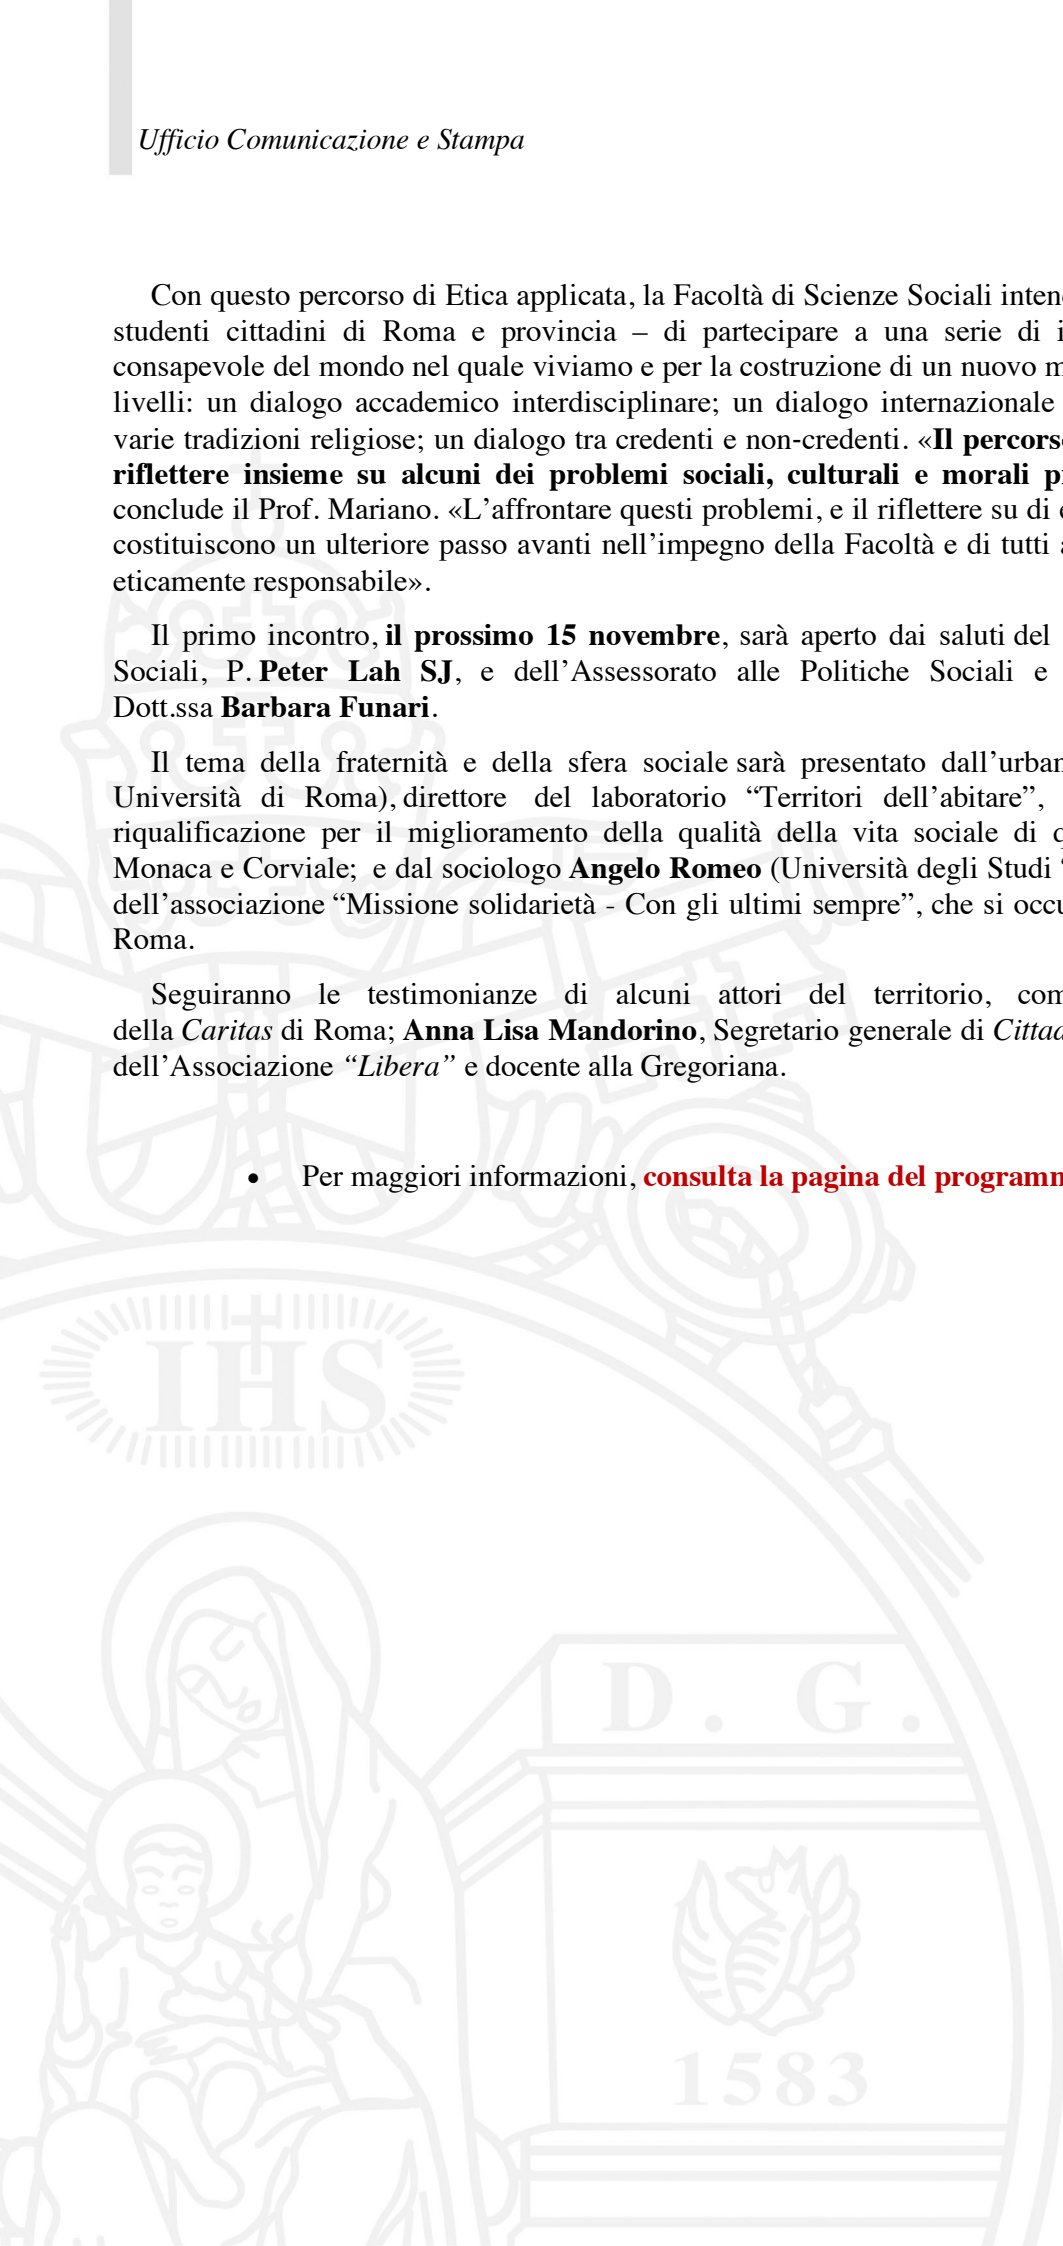 Ufficio Comunicazione e Stampa
Con questo percorso di Etica applicata, la Facoltà di Scienze Sociali
studenti cittadini di Roma e provincia – di partecipare a una serie di
consapevole del mondo nel quale viviamo e per la costruzione di un nuovo
livelli: un dialogo accademico interdisciplinare; un dialogo internazionale
varie tradizioni religiose; un dialogo tra credenti e non-credenti. «Il
riflettere insieme su alcuni dei problemi sociali, culturali e morali
conclude il Prof. Mariano. «L’affrontare questi problemi, e il riflettere su di
costituiscono un ulteriore passo avanti nell’impegno della Facoltà e di tutti
eticamente responsabile».
Il primo incontro, il prossimo 15 novembre, sarà aperto dai saluti del
Sociali, P. Peter Lah SJ, e dell’Assessorato alle Politiche Sociali e
Dott.ssa Barbara Funari.
Il tema della fraternità e della sfera sociale sarà presentato
Università di Roma), direttore del laboratorio “Territori dell’abitare”,
riqualificazione per il miglioramento della qualità della vita sociale di
Monaca e Corviale; e dal sociologo Angelo Romeo (Università degli Studi
dell’associazione “Missione solidarietà - Con gli ultimi sempre”, che si
Roma.
Seguiranno le testimonianze di alcuni attori del territorio,
della Caritas di Roma; Anna Lisa Mandorino, Segretario generale di
dell’Associazione “Libera” e docente alla Gregoriana.
• Per maggiori informazioni, consulta la pagina del
IHS
D. G.
1583